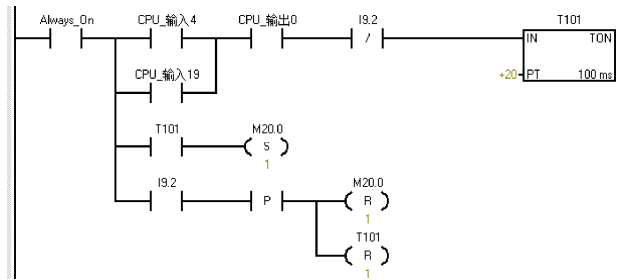 Always_On CPU_输入4 CPU_输出0 I9.2 T101
/ IN TON
CPU_输入19 +20 PT 100 ms
T101 M20.0
S
1
I9.2 M20.0
P R
1
T101
R
1